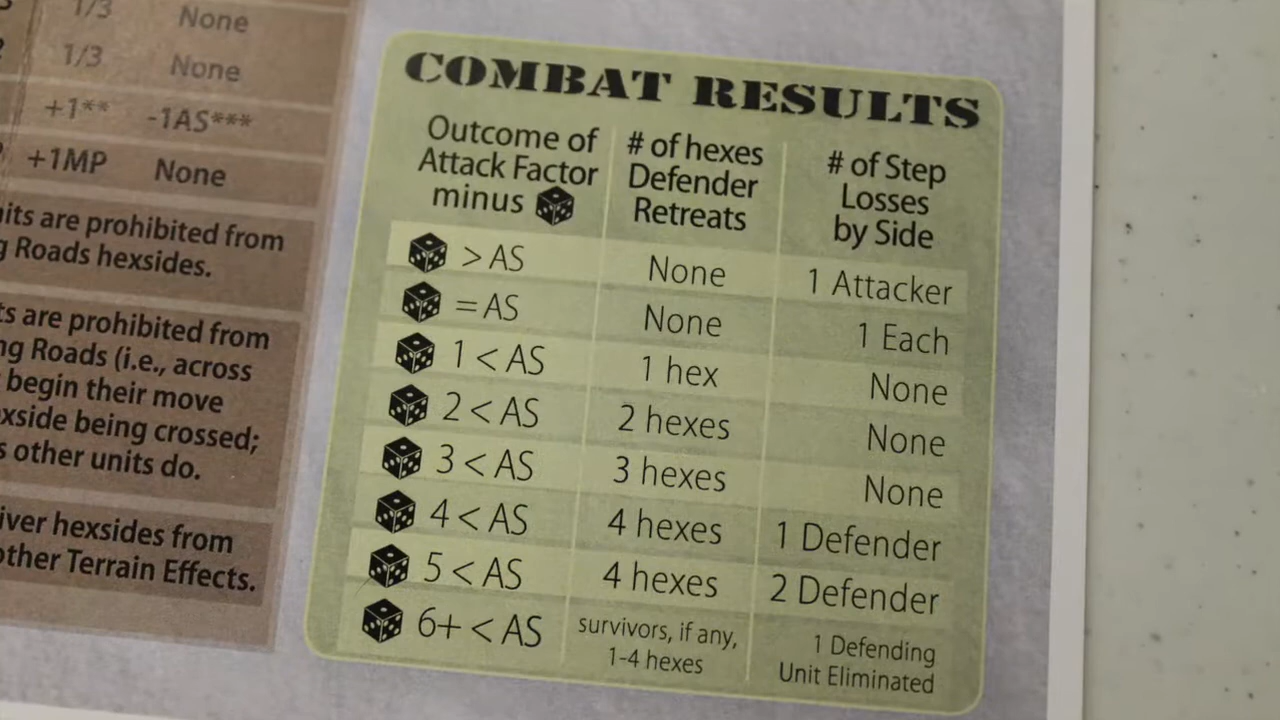 1/3 None
1/3 None
+1** -1AS***
+1MP None
are prohibited from
Roads hexsides.
are prohibited from
Roads (i.e., across
begin their move
being crossed;
other units do.
hexsides from
other Terrain Effects.
COMBAT RESULTS
Outcome of
Attack Factor
minus
# of hexes
Defender
Retreats
# of Step
Losses
by Side
> AS None 1 Attacker
= AS None 1 Each
1 < AS 1 hex None
2 < AS 2 hexes None
3 < AS 3 hexes None
4 < AS 4 hexes 1 Defender
5 < AS 4 hexes 2 Defender
6+ < AS survivors, if any,
1-4 hexes
1 Defending
Unit Eliminated